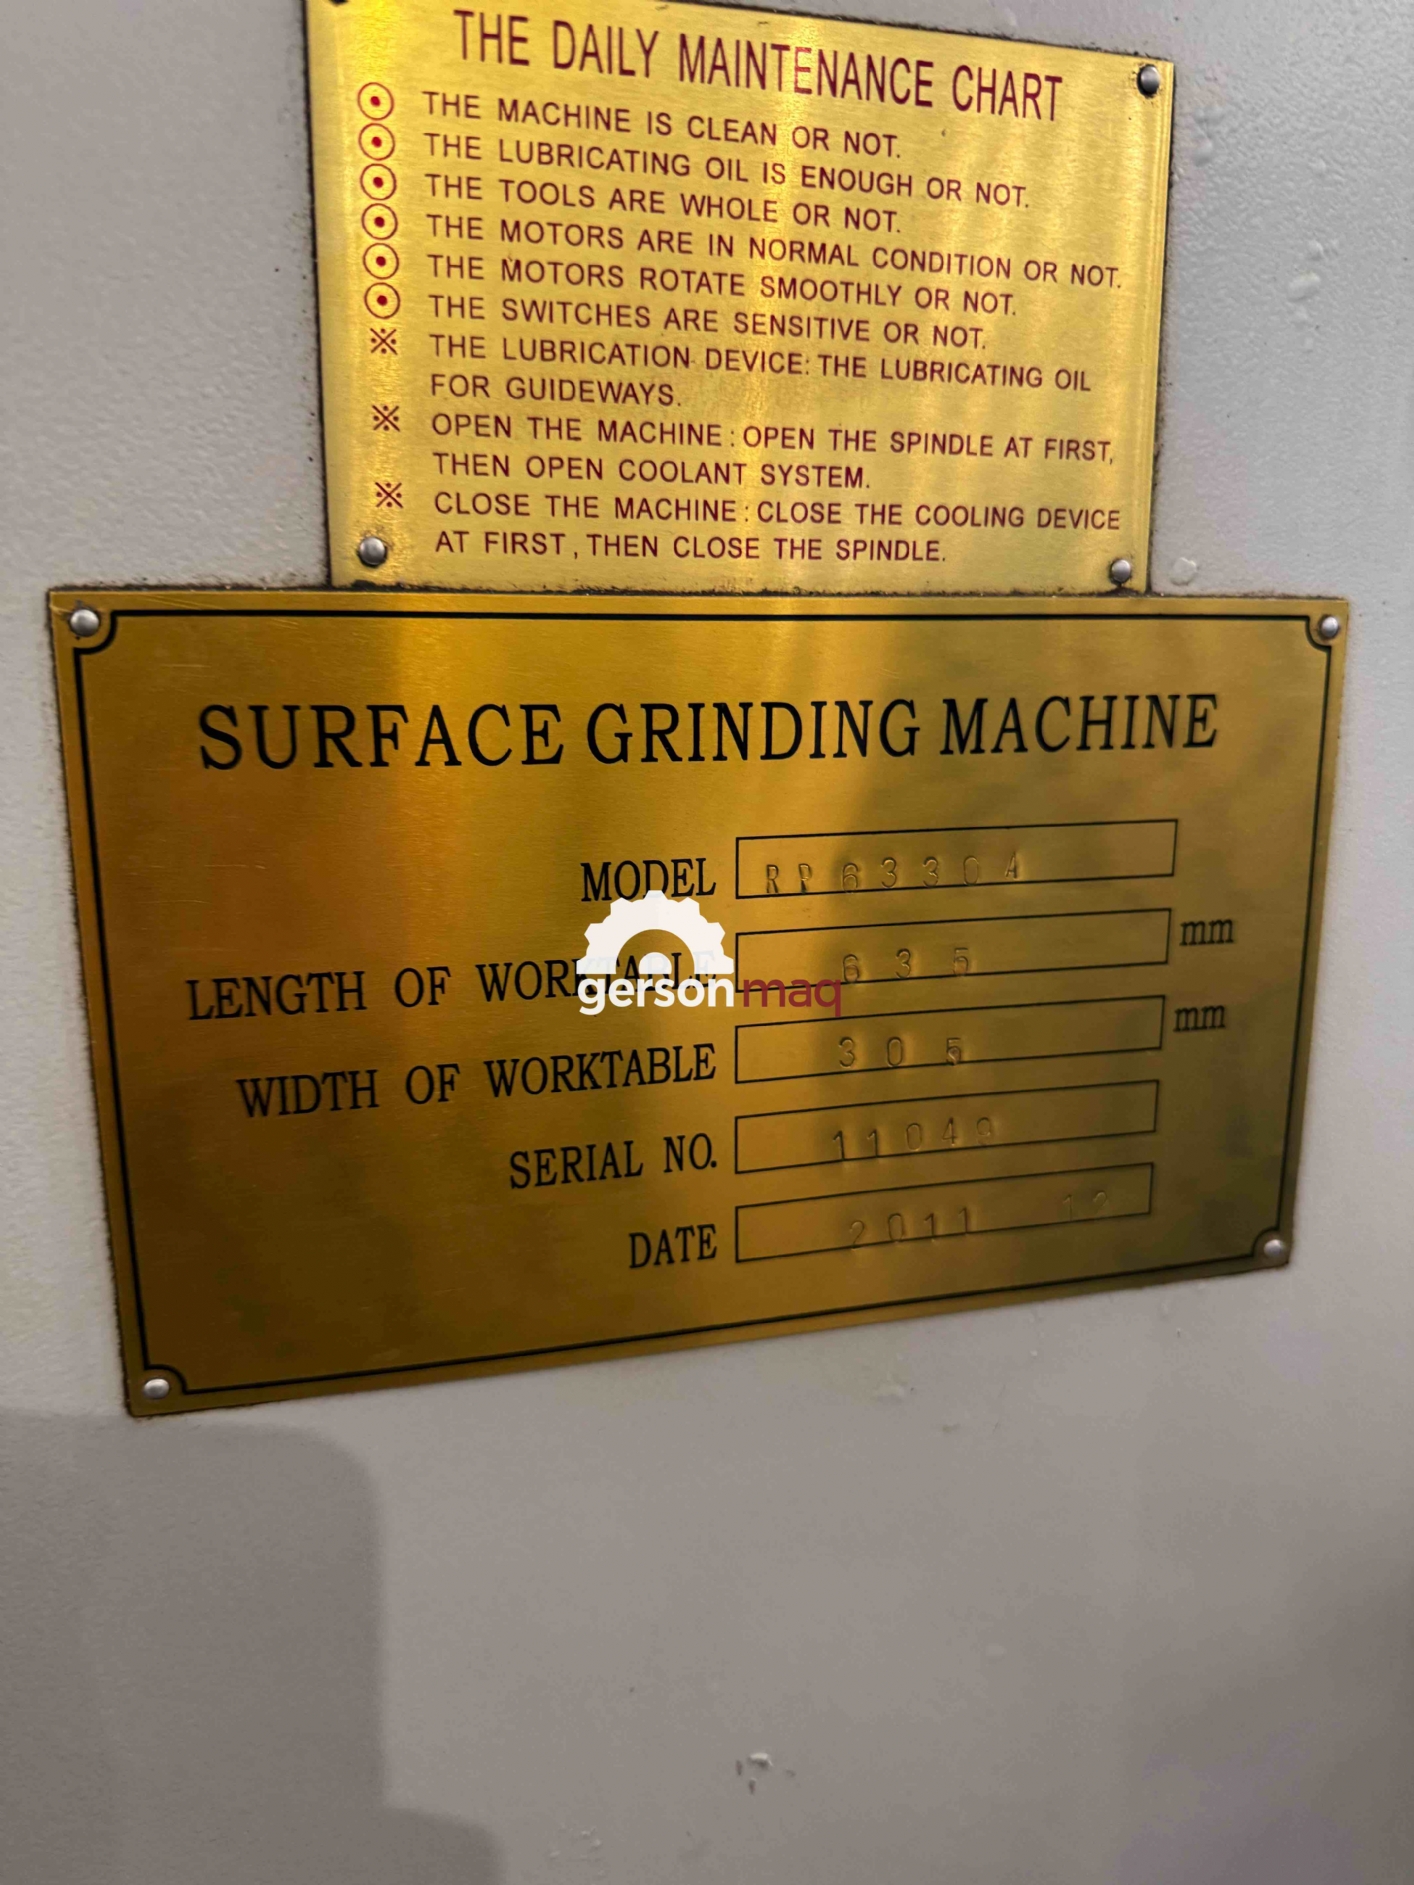 THE DAILY MAINTENANCE CHART
⊙ THE MACHINE IS CLEAN OR NOT.
⊙ THE LUBRICATING OIL IS ENOUGH OR NOT.
⊙ THE TOOLS ARE WHOLE OR NOT.
⊙ THE MOTORS ARE IN NORMAL CONDITION OR NOT.
⊙ THE MOTORS ROTATE SMOOTHLY OR NOT.
⊙ THE SWITCHES ARE SENSITIVE OR NOT.
※ THE LUBRICATION DEVICE: THE LUBRICATING OIL
FOR GUIDEWAYS.
※ OPEN THE MACHINE: OPEN THE SPINDLE AT FIRST,
THEN OPEN COOLANT SYSTEM.
※ CLOSE THE MACHINE: CLOSE THE COOLING DEVICE
AT FIRST, THEN CLOSE THE SPINDLE.
SURFACE GRINDING MACHINE
MODEL RP6330A
LENGTH OF WORKTABLE 635 mm
gersonmaq
WIDTH OF WORKTABLE 305 mm
SERIAL NO. 11049
DATE 2011 12